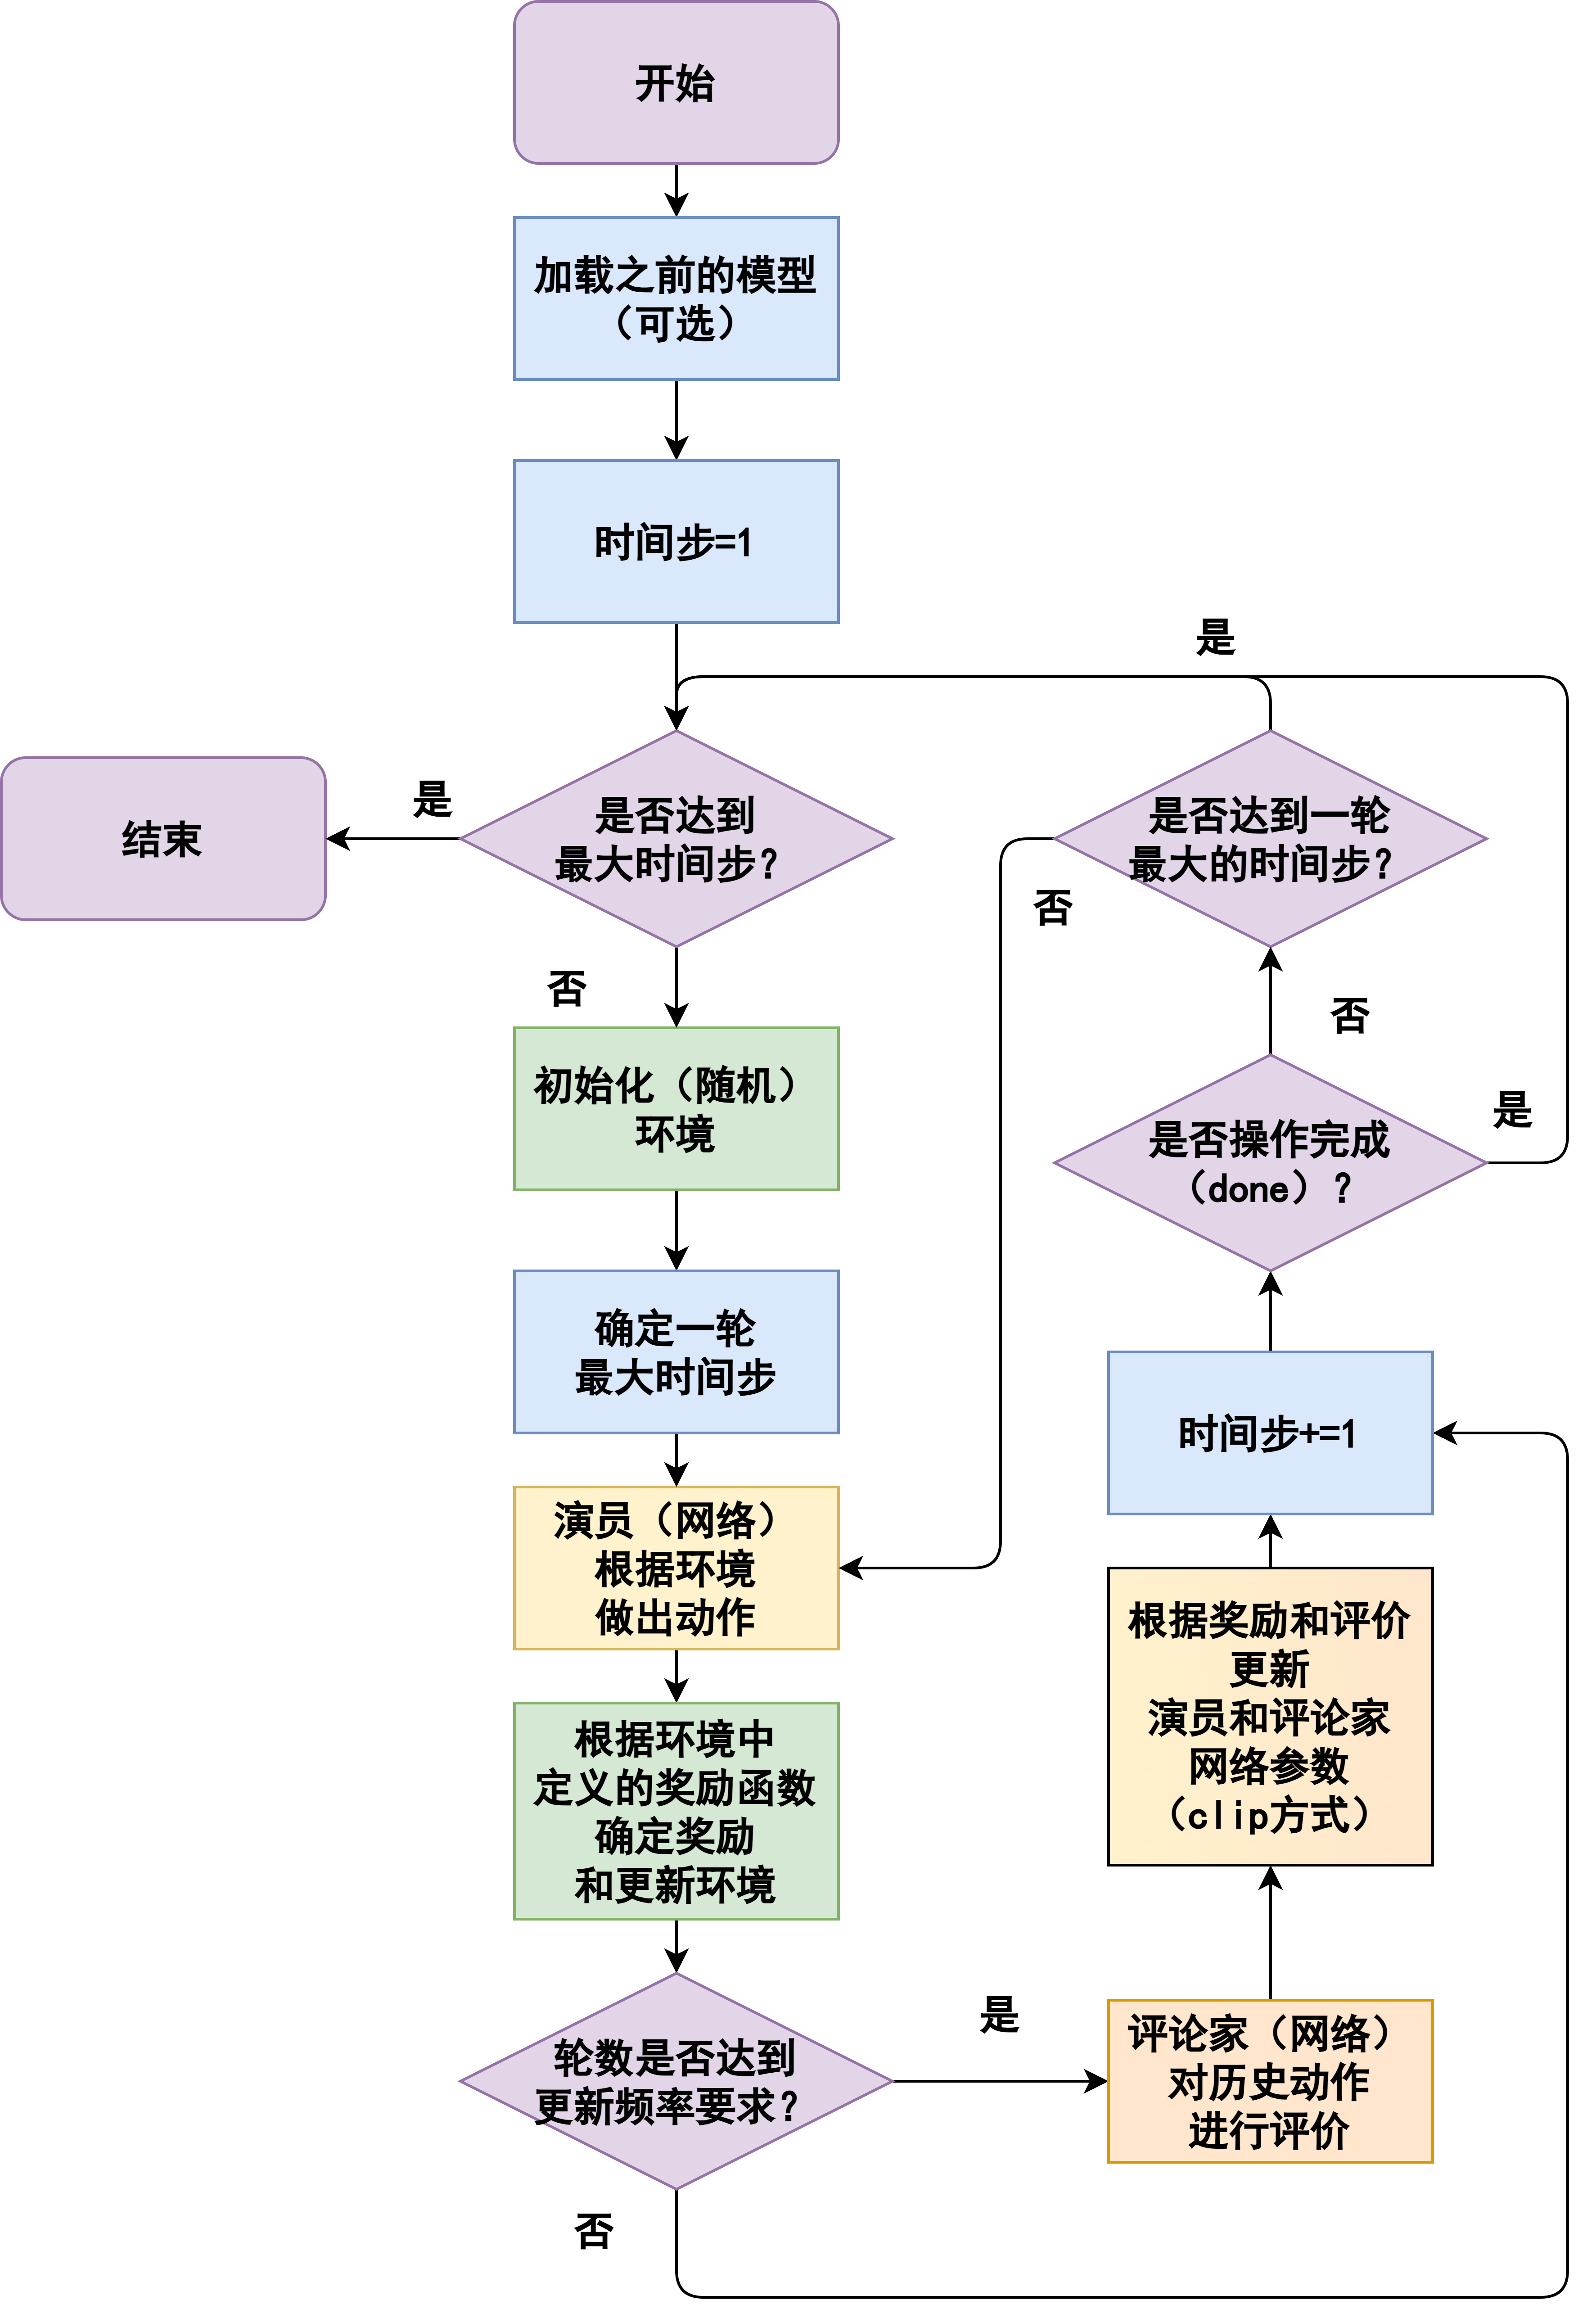 开始
加载之前的模型
（可选）
时间步=1
是
是否达到
最大时间步?
是
结束
否
初始化（随机）
环境
确定一轮
最大时间步
演员（网络）
根据环境
做出动作
根据环境中
定义的奖励函数
确定奖励
和更新环境
轮数是否达到
更新频率要求?
是
否
评论家（网络）
对历史动作
进行评价
根据奖励和评价
更新
演员和评论家
网络参数
（clip方式）
时间步+=1
是否操作完成
（done）?
是
否
是否达到一轮
最大的时间步?
否